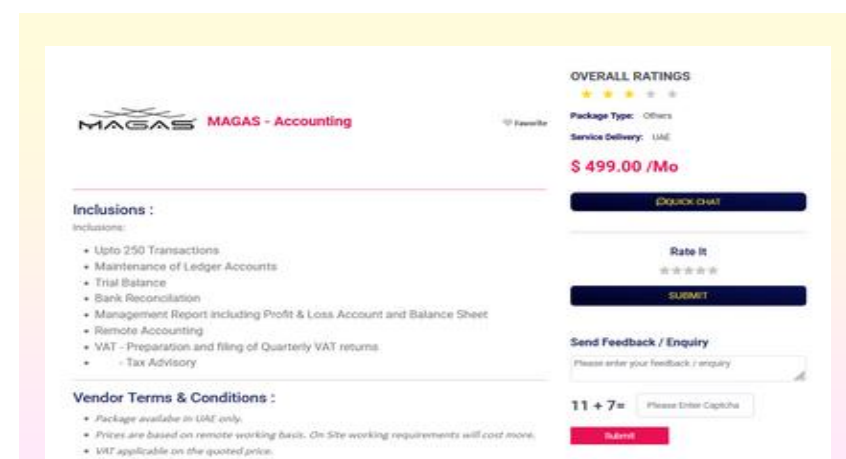 MAGAS
MAGAS - Accounting
Favorite
Inclusions :
Inclusions:
Upto 250 Transactions
Maintenance of Ledger Accounts
Trial Balance
Bank Reconcilation
Management Report including Profit & Loss Account and Balance Sheet
Remote Accounting
VAT - Preparation and filing of Quarterly VAT returns
- Tax Advisory
Vendor Terms & Conditions :
Package availabe in UAE only.
Prices are based on remote working basis. On Site working requirements will cost more.
VAT applicable on the quoted price.
OVERALL RATINGS
Package Type: Others
Service Delivery: UAE
$ 499.00 /Mo
QUICK CHAT
Rate It
SUBMIT
Send Feedback / Enquiry
Please enter your feedback / enquiry
11 + 7= Please Enter Captcha
Submit